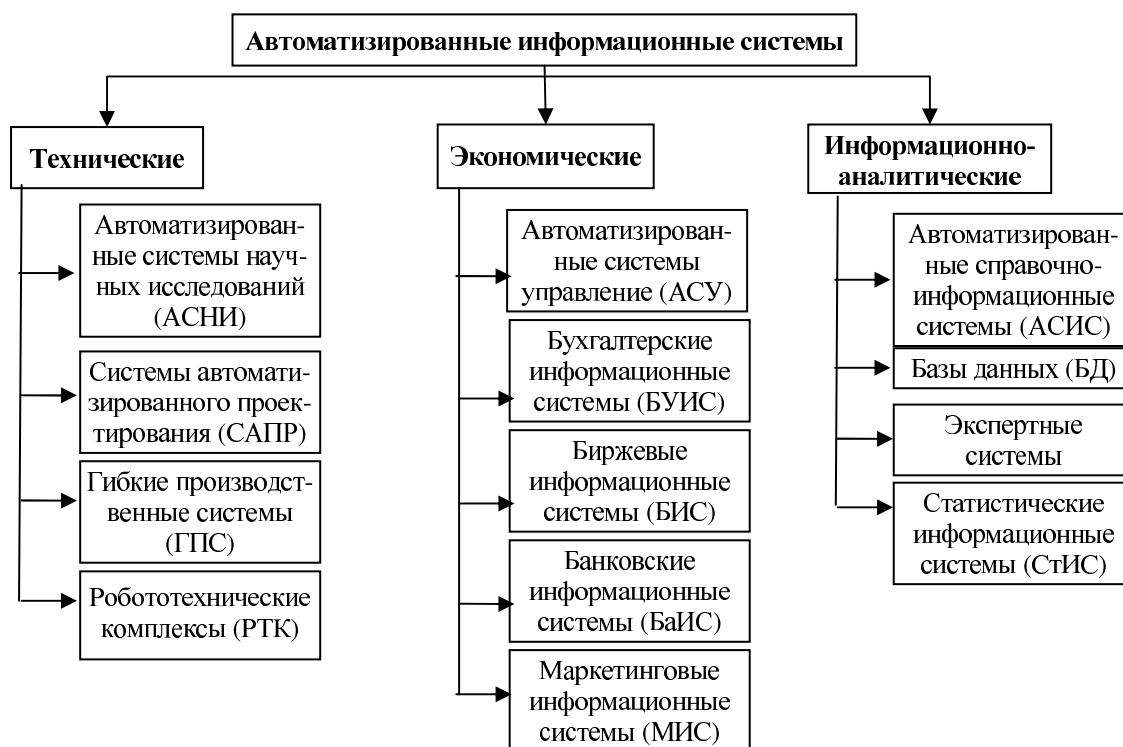 Автоматизированные информационные системы
Технические
Автоматизирован-
ные системы науч-
ных исследований
(АСНИ)
Системы автомати-
зированного проек-
тирования (САПР)
Гибкие производст-
венные системы
(ГПС)
Робототехнические
комплексы (РТК)
Экономические
Автоматизирован-
ные системы
управление (АСУ)
Бухгалтерские
информационные
системы (БУИС)
Биржевые
информационные
системы (БИС)
Банковские
информационные
системы (БаИС)
Маркетинговые
информационные
системы (МИС)
Информационно-
аналитические
Автоматизирован-
ные справочно-
информационные
системы (АСИС)
Базы данных (БД)
Экспертные
системы
Статистические
информационные
системы (СтИС)